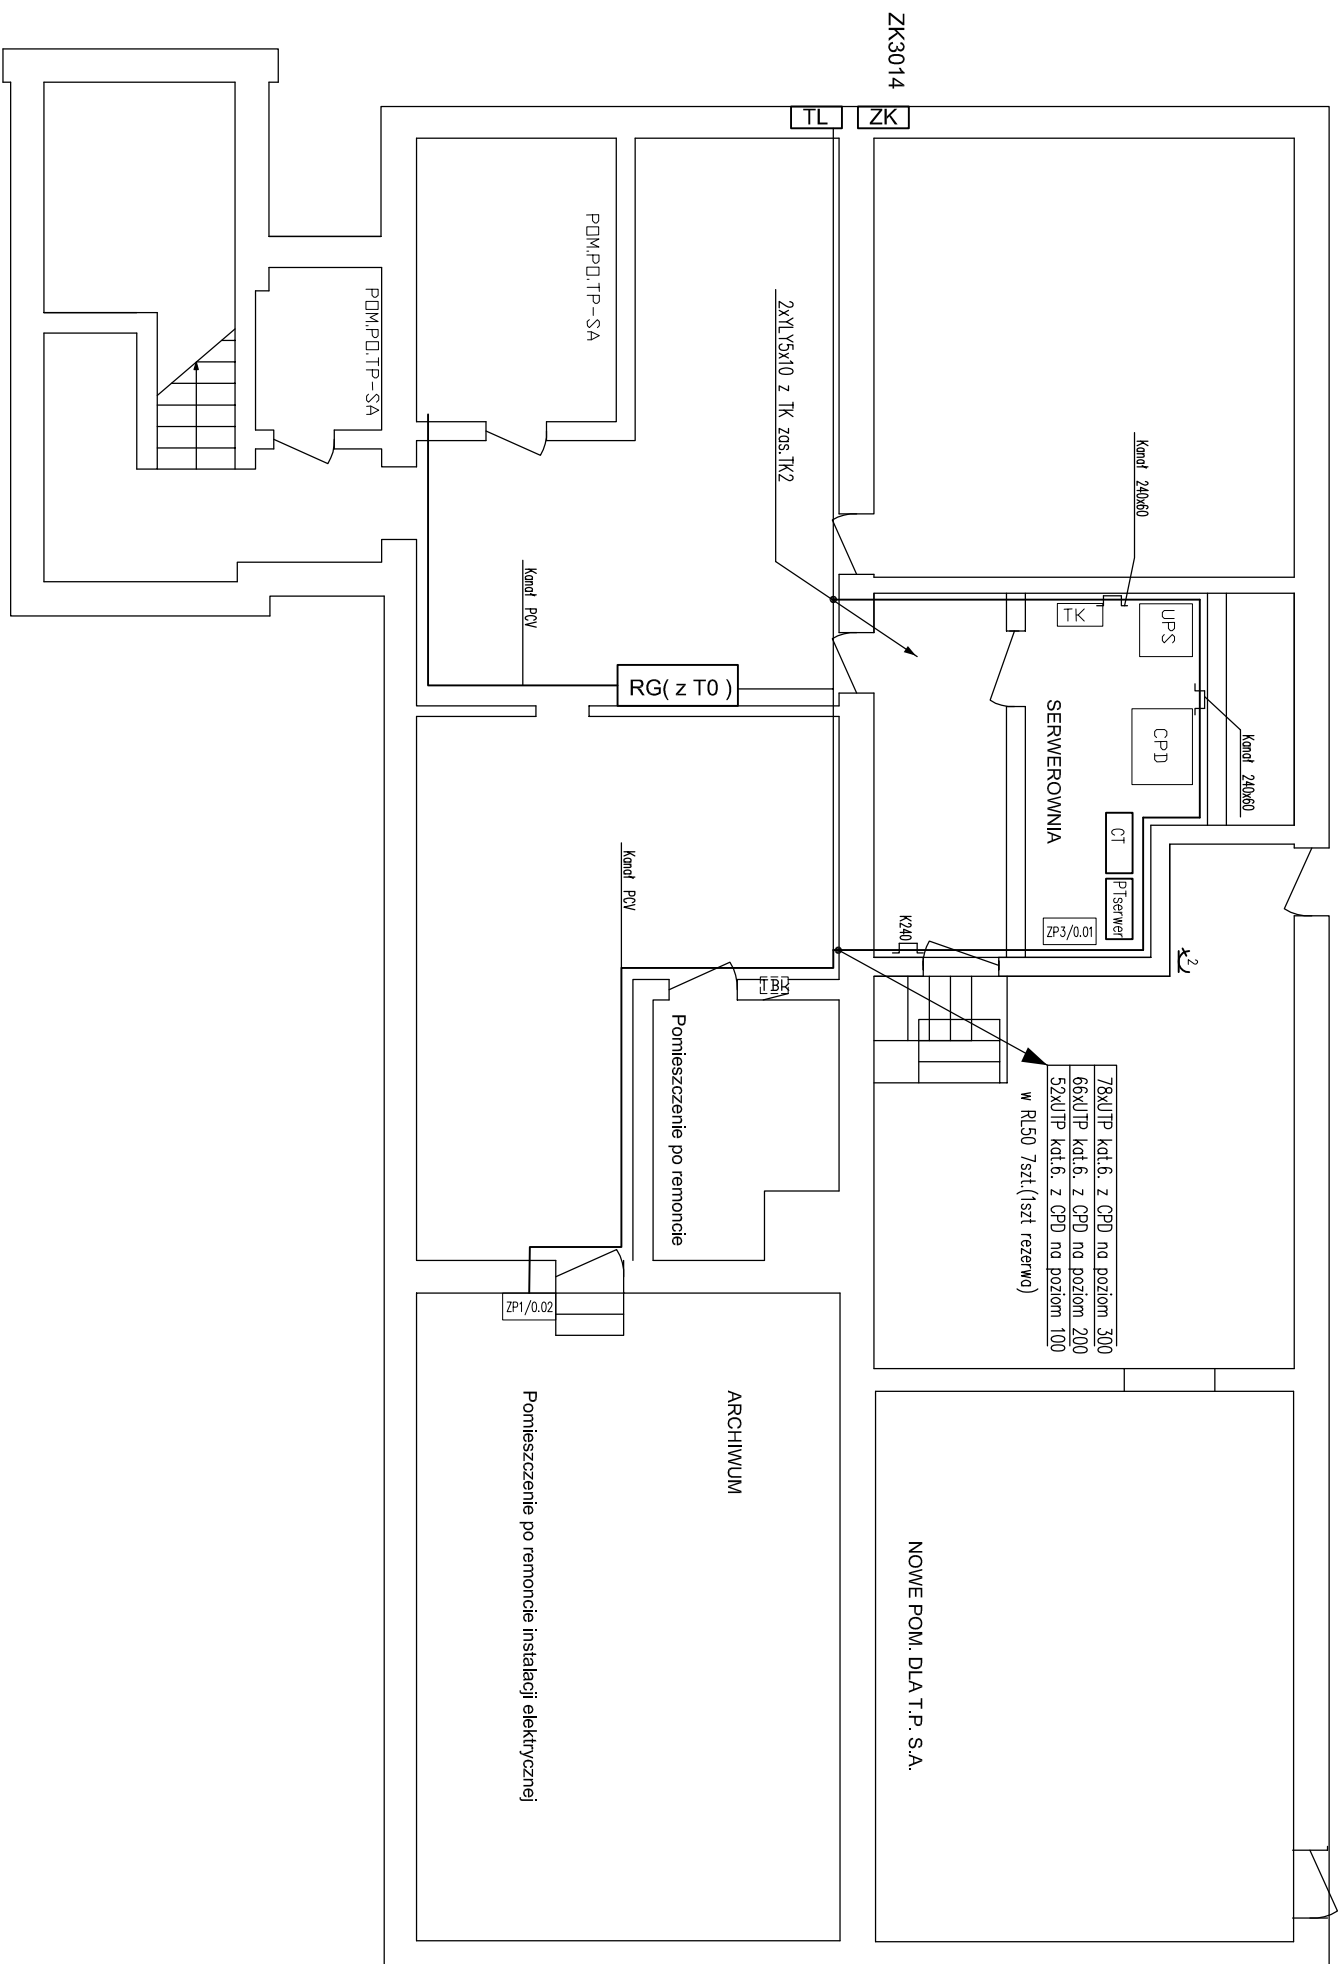 ZK3014
TL
ZK
POM.PO.TP-SA
POM.PO.TP-SA
2xYLY5x10 z TK zas.TK2
Kanał 240x60
Kanał PCV
RG( z T0 )
TK
UPS
CPD
SERWEROWNIA
Kanał 240x60
CT
PTserwer
ZP3/0.01
K240
2
Kanał PCV
TBK
Pomieszczenie po remoncie
78xUTP kat.6. z CPD na poziom 300
66xUTP kat.6. z CPD na poziom 200
52xUTP kat.6. z CPD na poziom 100
w RL50 7szt.(1szt rezerwa)
ZP1/0.02
ARCHIWUM
Pomieszczenie po remoncie instalacji elektrycznej
NOWE POM. DLA T.P. S.A.